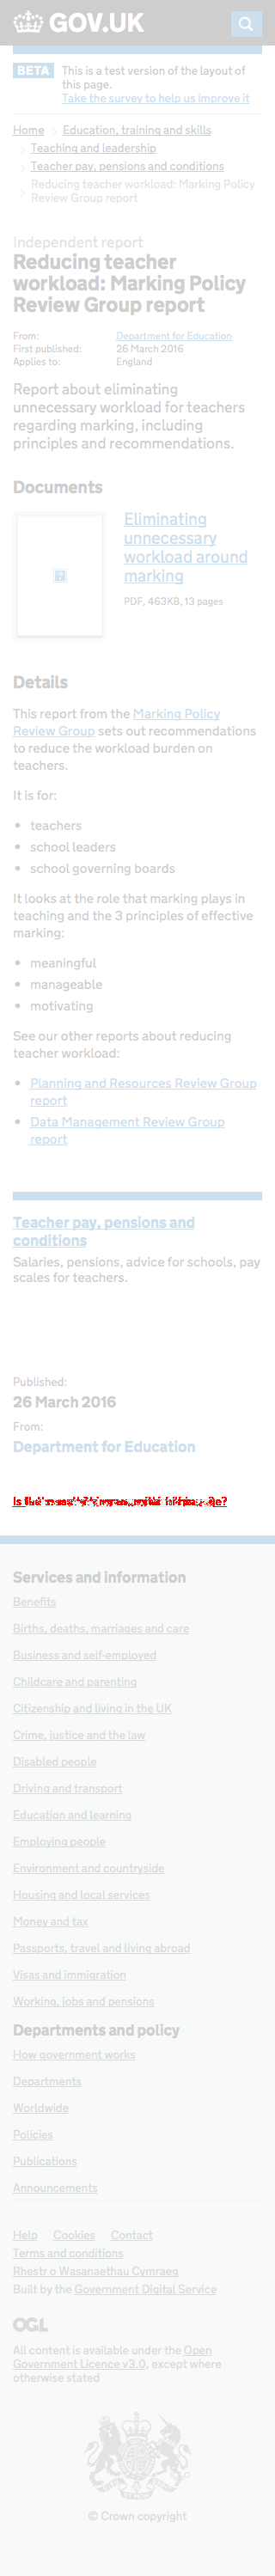 GOV.UK
BETA This is a test version of the layout of
this page.
Take the survey to help us improve it
Home Education, training and skills
Teaching and leadership
Teacher pay, pensions and conditions
Reducing teacher workload: Marking Policy
Review Group report
Independent report
Reducing teacher
workload: Marking Policy
Review Group report
From: Department for Education
First published: 26 March 2016
Applies to: England
Report about eliminating
unnecessary workload for teachers
regarding marking, including
principles and recommendations.
Documents
Eliminating
unnecessary
workload around
marking
PDF, 463KB, 13 pages
Details
This report from the Marking Policy
Review Group sets out recommendations
to reduce the workload burden on
teachers.
It is for:
• teachers
• school leaders
• school governing boards
It looks at the role that marking plays in
teaching and the 3 principles of effective
marking:
• meaningful
• manageable
• motivating
See our other reports about reducing
teacher workload:
• Planning and Resources Review Group
report
• Data Management Review Group
report
Teacher pay, pensions and
conditions
Salaries, pensions, advice for schools, pay
scales for teachers.
Published:
26 March 2016
From:
Department for Education
Services and information
Benefits
Births, deaths, marriages and care
Business and self-employed
Childcare and parenting
Citizenship and living in the UK
Crime, justice and the law
Disabled people
Driving and transport
Education and learning
Employing people
Environment and countryside
Housing and local services
Money and tax
Passports, travel and living abroad
Visas and immigration
Working, jobs and pensions
Departments and policy
How government works
Departments
Worldwide
Policies
Publications
Announcements
Help Cookies Contact
Terms and conditions
Rhestr o Wasanaethau Cymraeg
Built by the Government Digital Service
OGL
All content is available under the Open
Government Licence v3.0, except where
otherwise stated
© Crown copyright